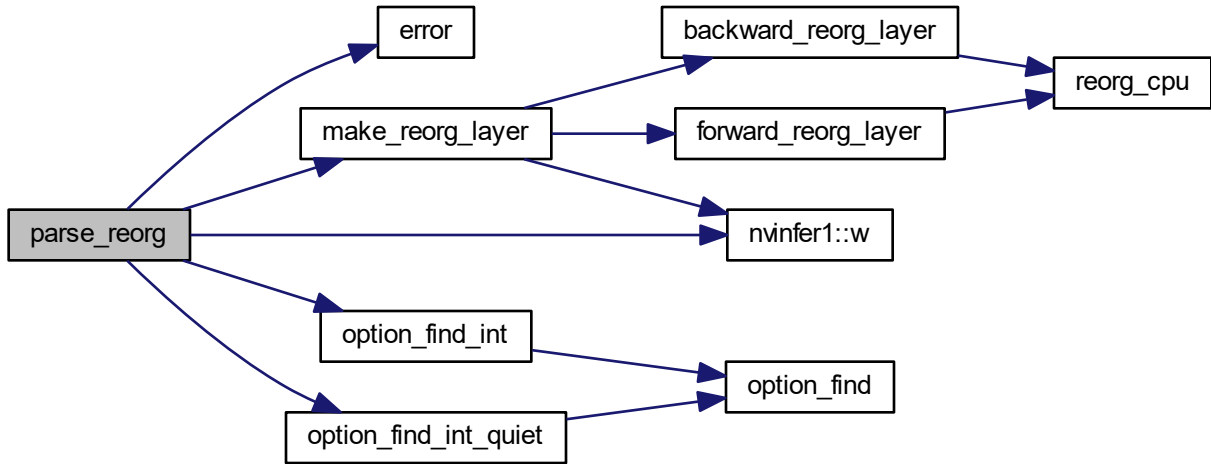 error
backward_reorg_layer
reorg_cpu
make_reorg_layer
forward_reorg_layer
parse_reorg
nvinfer1::w
option_find_int
option_find
option_find_int_quiet